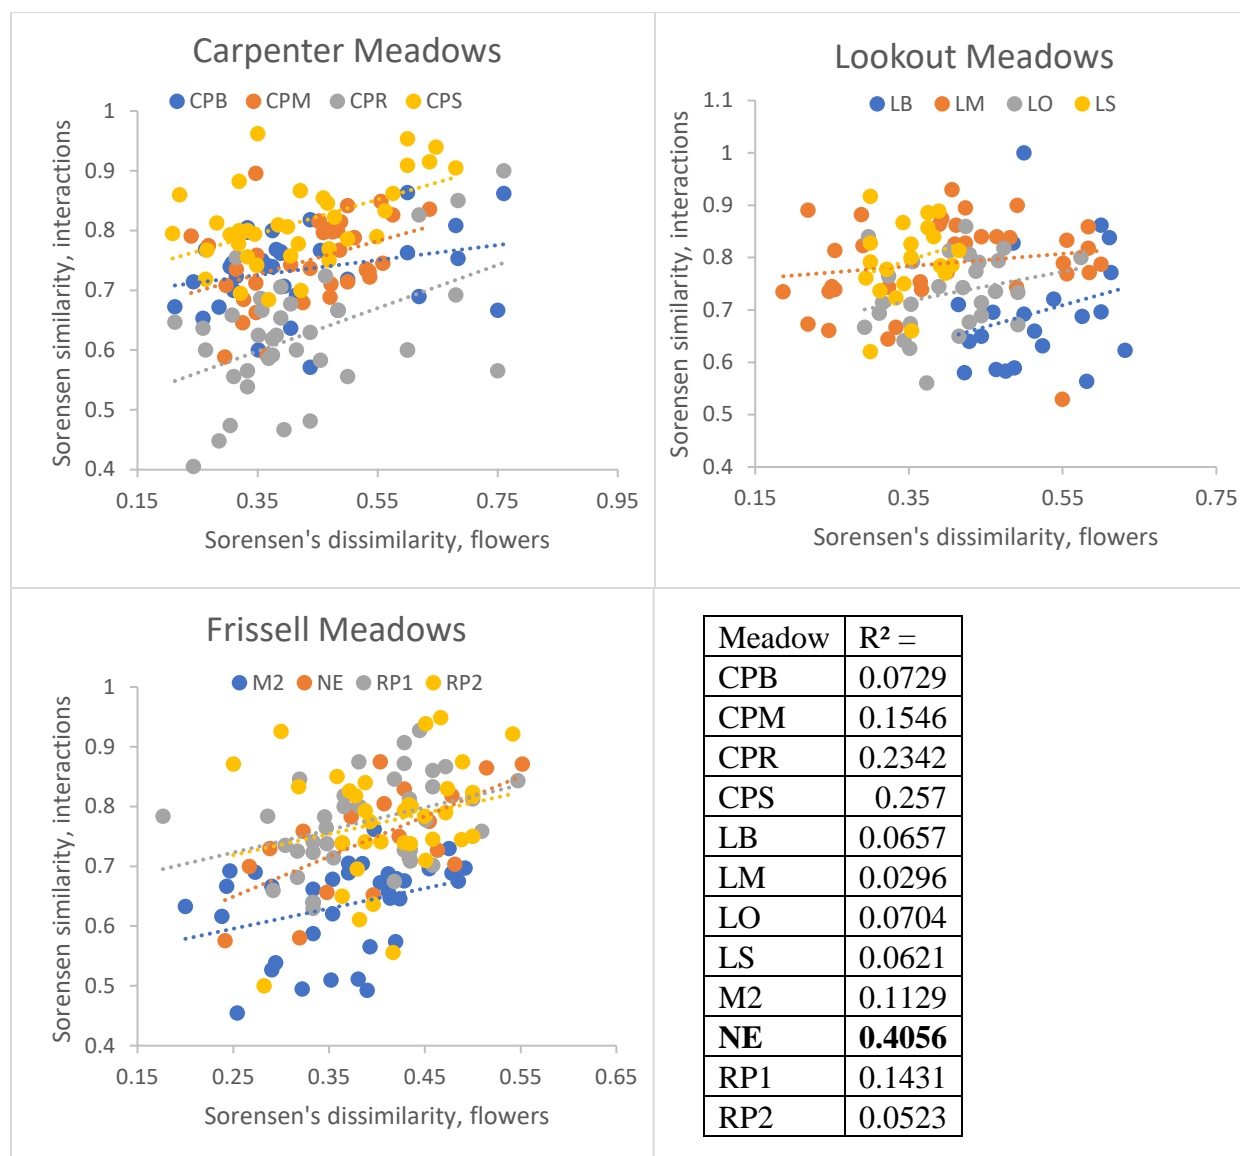 Carpenter Meadows
CPB CPM CPR CPS
Sorensen similarity, interactions
1
0.9
0.8
0.7
0.6
0.5
0.4
0.15 0.35 0.55 0.75 0.95
Sorensen's dissimilarity, flowers
Lookout Meadows
LB LM LO LS
Sorensen similarity, interactions
1.1
1
0.9
0.8
0.7
0.6
0.5
0.4
0.15 0.35 0.55 0.75
Sorensen's dissimilarity, flowers
Frissell Meadows
M2 NE RP1 RP2
Sorensen similarity, interactions
1
0.9
0.8
0.7
0.6
0.5
0.4
0.15 0.25 0.35 0.45 0.55 0.65
Sorensen's dissimilarity, flowers
Meadow R² =
CPB 0.0729
CPM 0.1546
CPR 0.2342
CPS 0.257
LB 0.0657
LM 0.0296
LO 0.0704
LS 0.0621
M2 0.1129
NE 0.4056
RP1 0.1431
RP2 0.0523